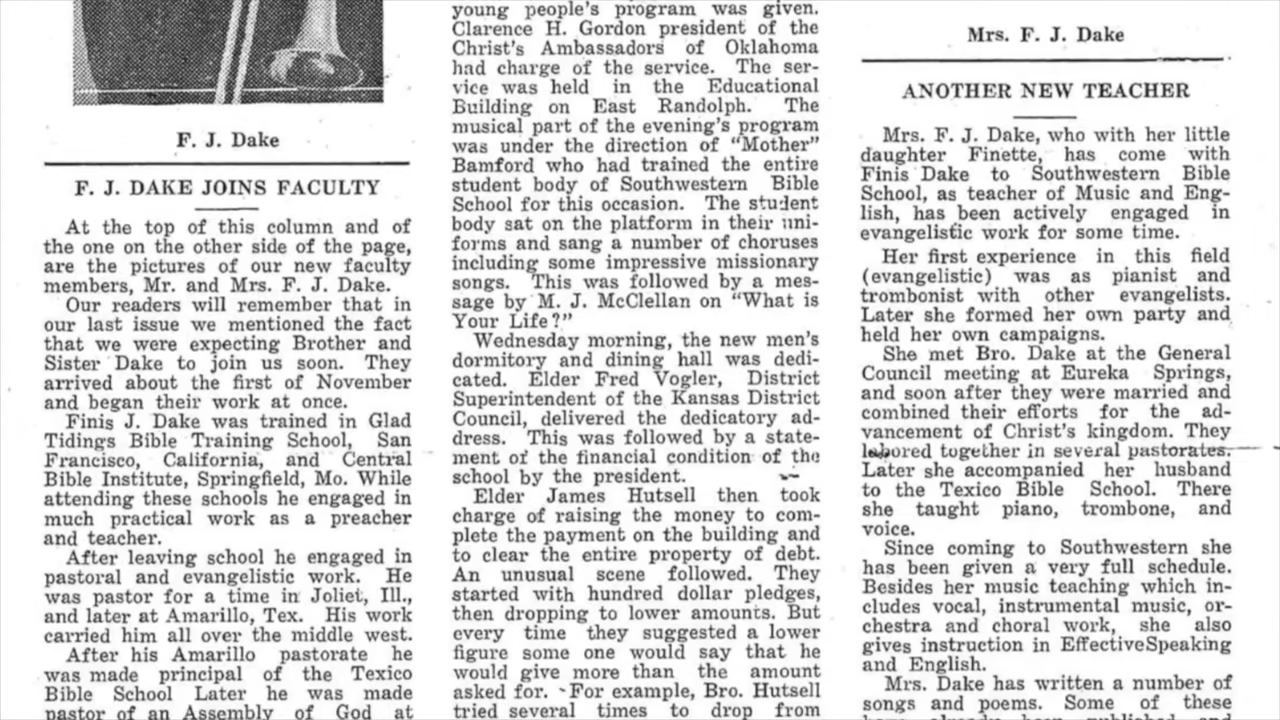 F. J. Dake
F. J. DAKE JOINS FACULTY
At the top of this column and of
the one on the other side of the page,
are the pictures of our new faculty
members, Mr. and Mrs. F. J. Dake.
Our readers will remember that in
our last issue we mentioned the fact
that we were expecting Brother and
Sister Dake to join us soon. They
arrived about the first of November
and began their work at once.
Finis J. Dake was trained in Glad
Tidings Bible Training School, San
Francisco, California, and Central
Bible Institute, Springfield, Mo. While
attending these schools he engaged in
much practical work as a preacher
and teacher.
After leaving school he engaged in
pastoral and evangelistic work. He
was pastor for a time in Joliet, Ill.,
and later at Amarillo, Tex. His work
carried him all over the middle west.
After his Amarillo pastorate he
was made principal of the Texico
Bible School Later he was made
pastor of an Assembly of God at
young people's program was given.
Clarence H. Gordon president of the
Christ's Ambassadors of Oklahoma
had charge of the service. The ser-
vice was held in the Educational
Building on East Randolph. The
musical part of the evening's program
was under the direction of "Mother"
Bamford who had trained the entire
student body of Southwestern Bible
School for this occasion. The student
body sat on the platform in their uni-
forms and sang a number of choruses
including some impressive missionary
songs. This was followed by a mes-
sage by M. J. McClellan on "What is
Your Life?"
Wednesday morning, the new men's
dormitory and dining hall was dedi-
cated. Elder Fred Vogler, District
Superintendent of the Kansas District
Council, delivered the dedicatory ad-
dress. This was followed by a state-
ment of the financial condition of the
school by the president.
Elder James Hutsell then took
charge of raising the money to com-
plete the payment on the building and
to clear the entire property of debt.
An unusual scene followed. They
started with hundred dollar pledges,
then dropping to lower amounts. But
every time they suggested a lower
figure some one would say that he
would give more than the amount
asked for. For example, Bro. Hutsell
tried several times to drop from
Mrs. F. J. Dake
ANOTHER NEW TEACHER
Mrs. F. J. Dake, who with her little
daughter Finette, has come with
Finis Dake to Southwestern Bible
School, as teacher of Music and Eng-
lish, has been actively engaged in
evangelistic work for some time.
Her first experience in this field
(evangelistic) was as pianist and
trombonist with other evangelists.
Later she formed her own party and
held her own campaigns.
She met Bro. Dake at the General
Council meeting at Eureka Springs,
and soon after they were married and
combined their efforts for the ad-
vancement of Christ's kingdom. They
labored together in several pastorates.
Later she accompanied her husband
to the Texico Bible School. There
she taught piano, trombone, and
voice.
Since coming to Southwestern she
has been given a very full schedule.
Besides her music teaching which in-
cludes vocal, instrumental music, or-
chestra and choral work, she also
gives instruction in EffectiveSpeaking
and English.
Mrs. Dake has written a number of
songs and poems. Some of these